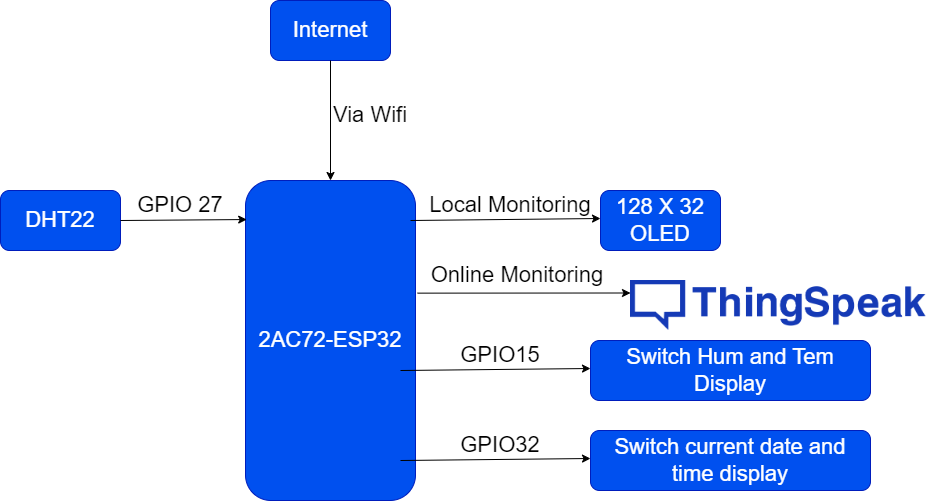 Internet
Via Wifi
DHT22
GPIO 27
2AC72-ESP32
Local Monitoring
128 X 32
OLED
Online Monitoring
ThingSpeak
GPIO15
Switch Hum and Tem
Display
GPIO32
Switch current date and
time display